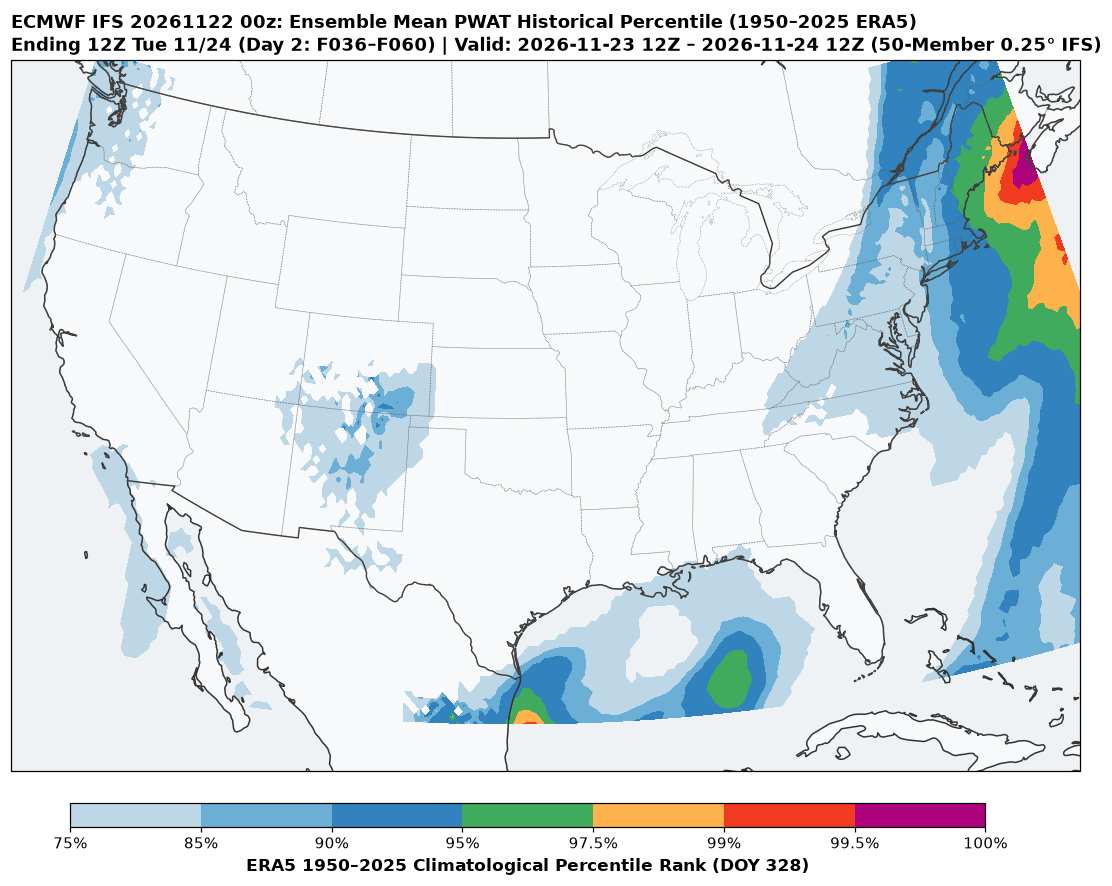 ECMWF IFS 20261122 00z: Ensemble Mean PWAT Historical Percentile (1950–2025 ERA5)
Ending 12Z Tue 11/24 (Day 2: F036–F060) | Valid: 2026-11-23 12Z – 2026-11-24 12Z (50-Member 0.25° IFS)
75% 85% 90% 95% 97.5% 99% 99.5% 100%
ERA5 1950–2025 Climatological Percentile Rank (DOY 328)